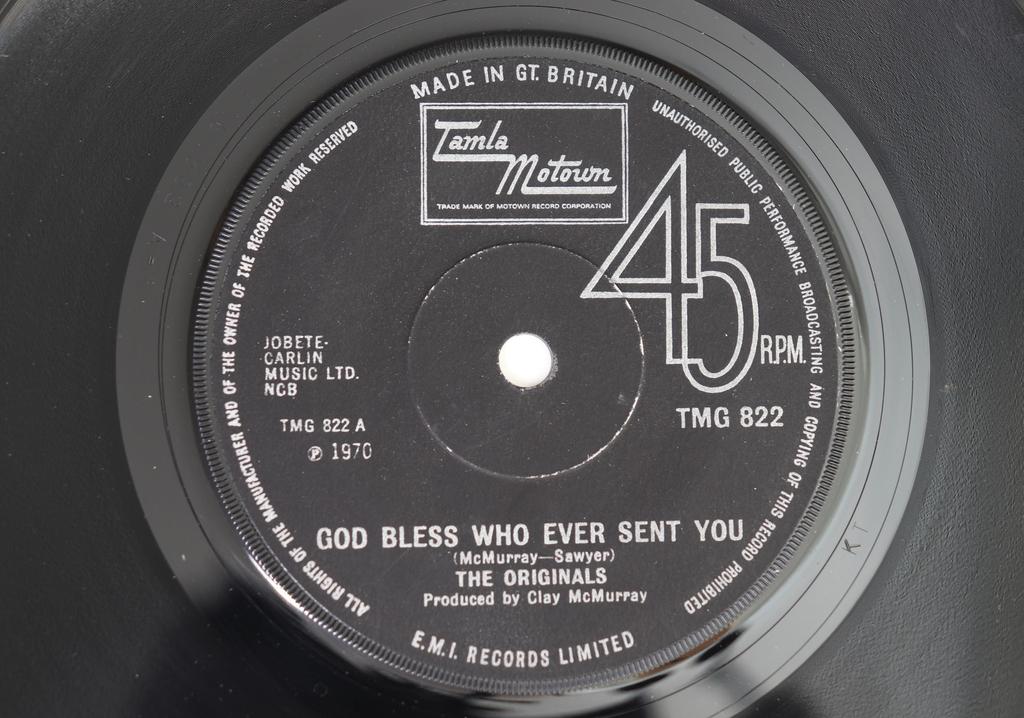 MADE IN GT. BRITAIN
Tamla
Motown
TRADE MARK OF MOTOWN RECORD CORPORATION
UNAUTHORISED PUBLIC PERFORMANCE BROADCASTING AND COPYING OF THIS RECORD PROHIBITED
ALL RIGHTS OF THE MANUFACTURER AND OF THE OWNER OF THE RECORDED WORK RESERVED
45
R.P.M.
JOBETE-
CARLIN
MUSIC LTD.
NCB
TMG 822 A
Ⓟ 1970
TMG 822
GOD BLESS WHO EVER SENT YOU
(McMurray—Sawyer)
THE ORIGINALS
Produced by Clay McMurray
E.M.I. RECORDS LIMITED
KT